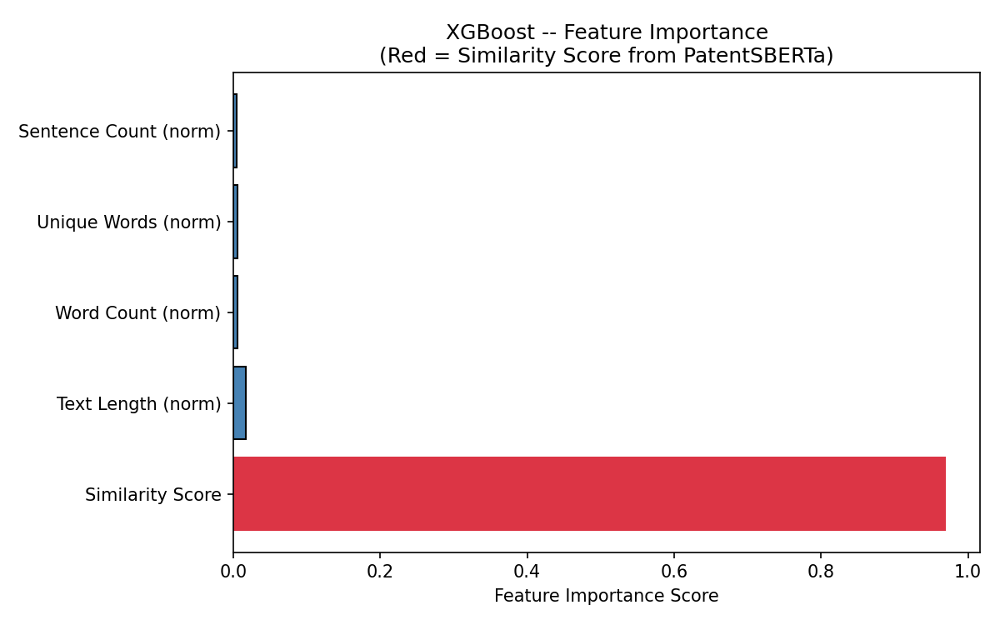 XGBoost -- Feature Importance
(Red = Similarity Score from PatentSBERTa)
Sentence Count (norm)
Unique Words (norm)
Word Count (norm)
Text Length (norm)
Similarity Score
0.0 0.2 0.4 0.6 0.8 1.0
Feature Importance Score